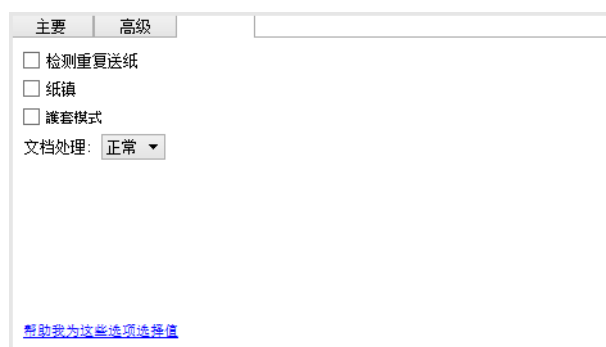 主要 高级
检测重复送纸
纸镇
護套模式
文档处理: 正常
帮助我为这些选项选择值